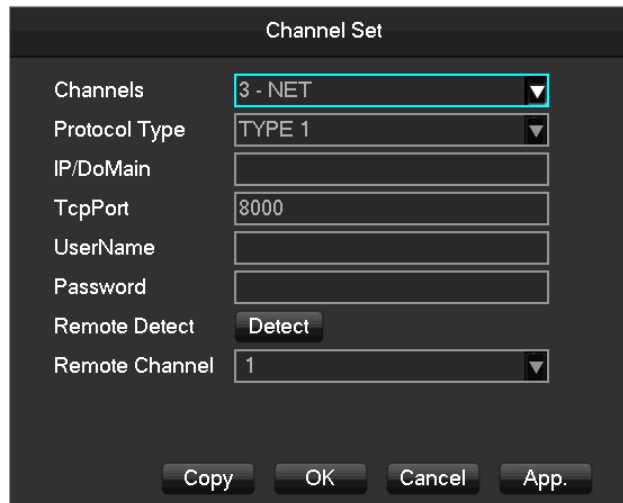 Channel Set
Channels 3 - NET
Protocol Type TYPE 1
IP/DoMain
TcpPort 8000
UserName
Password
Remote Detect Detect
Remote Channel 1
Copy OK Cancel App.